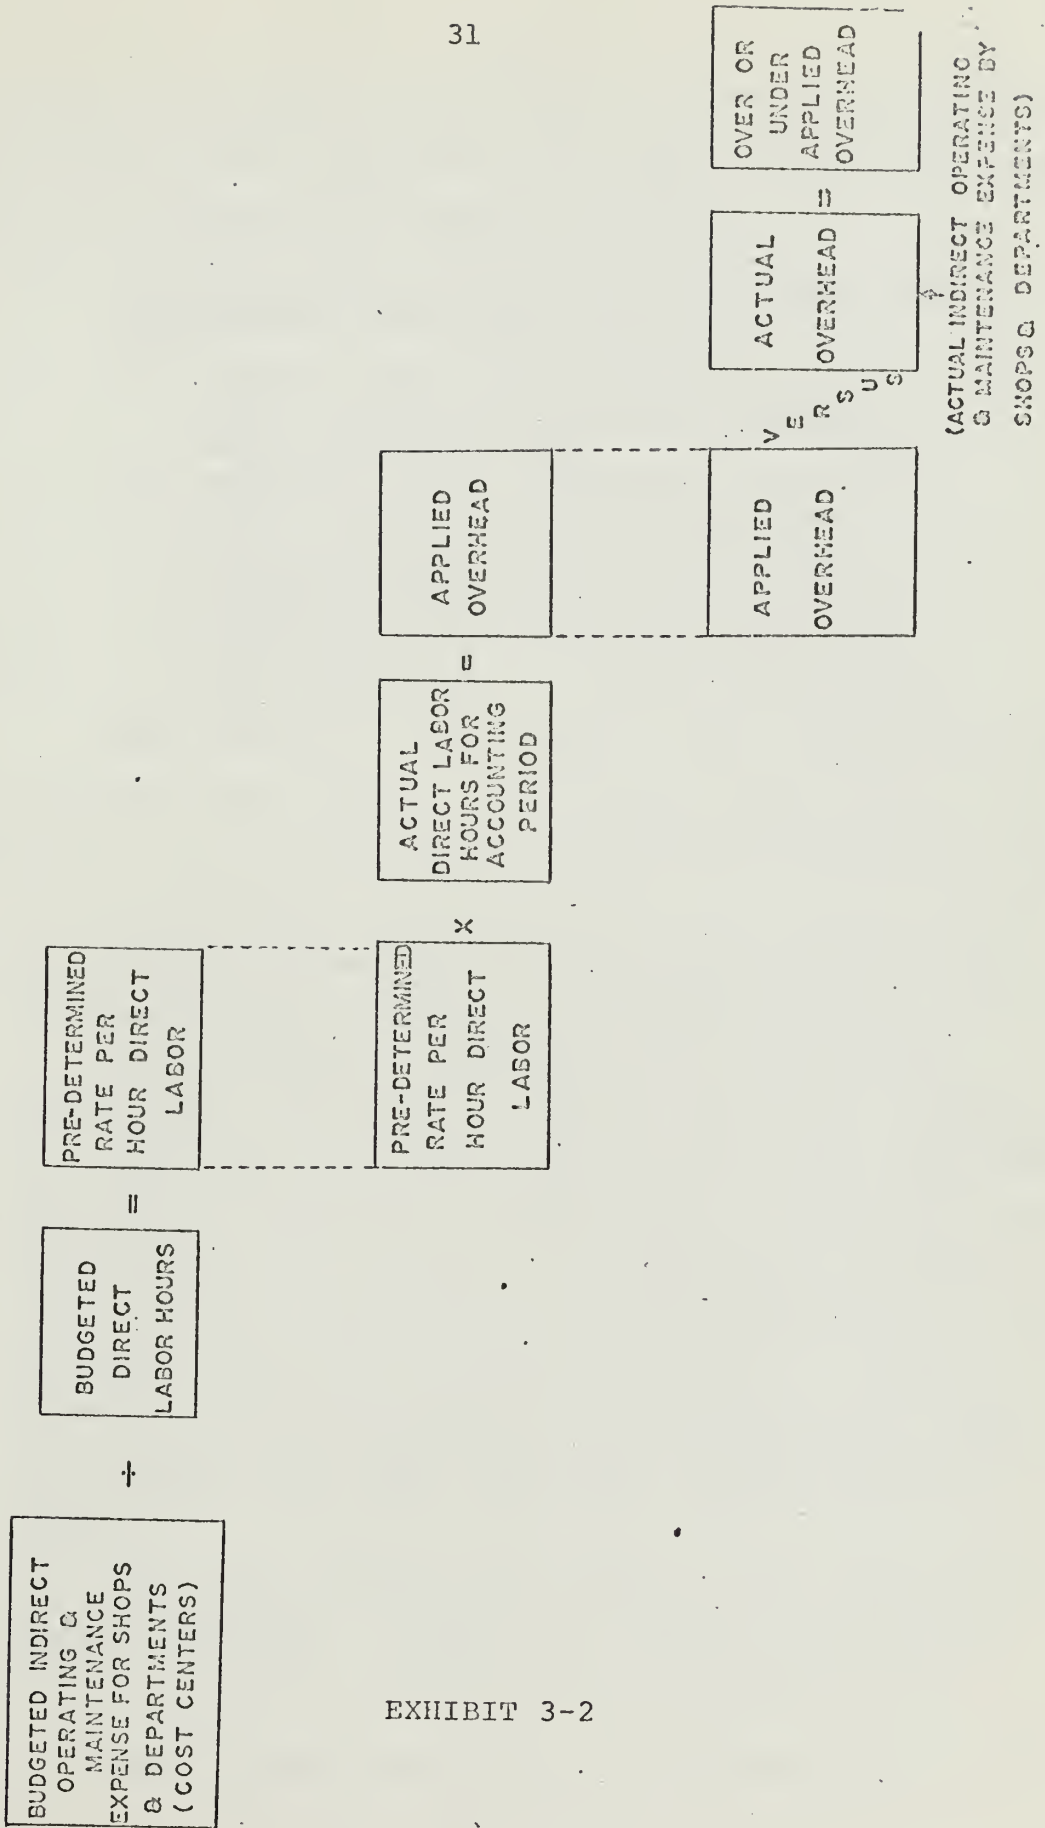 31
BUDGETED INDIRECT
OPERATING &
MAINTENANCE
EXPENSE FOR SHOPS
& DEPARTMENTS
(COST CENTERS)
÷
BUDGETED
DIRECT
LABOR HOURS
=
PRE-DETERMINED
RATE PER
HOUR DIRECT
LABOR
PRE-DETERMINED
RATE PER
HOUR DIRECT
LABOR
X
ACTUAL
DIRECT LABOR
HOURS FOR
ACCOUNTING
PERIOD
=
APPLIED
OVERHEAD
APPLIED
OVERHEAD
VERSUS
ACTUAL
OVERHEAD
=
OVER OR
UNDER
APPLIED
OVERHEAD
(ACTUAL INDIRECT OPERATING
& MAINTENANCE EXPENSE BY
SHOPS & DEPARTMENTS)
EXHIBIT 3-2